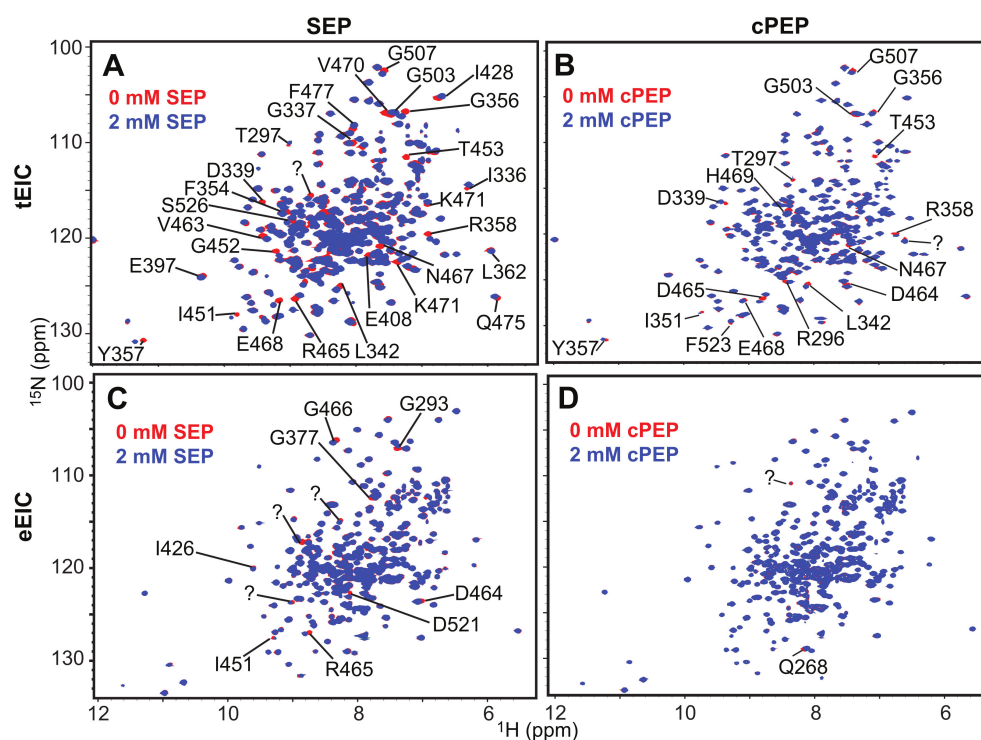 SEP
cPEP
tEIC
eEIC
A
0 mM SEP
2 mM SEP
G507
V470
G503
I428
F477
G356
G337
T297
T453
D339
?
I336
F354
S526
K471
V463
R358
G452
N467
L362
E397
K471
E408
I451
Q475
E468
R465
L342
Y357
B
0 mM cPEP
2 mM cPEP
G507
G503
G356
T453
T297
H469
D339
R358
?
N467
D465
D464
I351
L342
R296
F523
E468
Y357
C
0 mM SEP
2 mM SEP
G466
G293
G377
?
?
I426
?
D464
D521
I451
R465
D
0 mM cPEP
2 mM cPEP
?
Q268
100
110
120
130
15N (ppm)
100
110
120
130
12
10
8
6
1H (ppm)
12
10
8
6